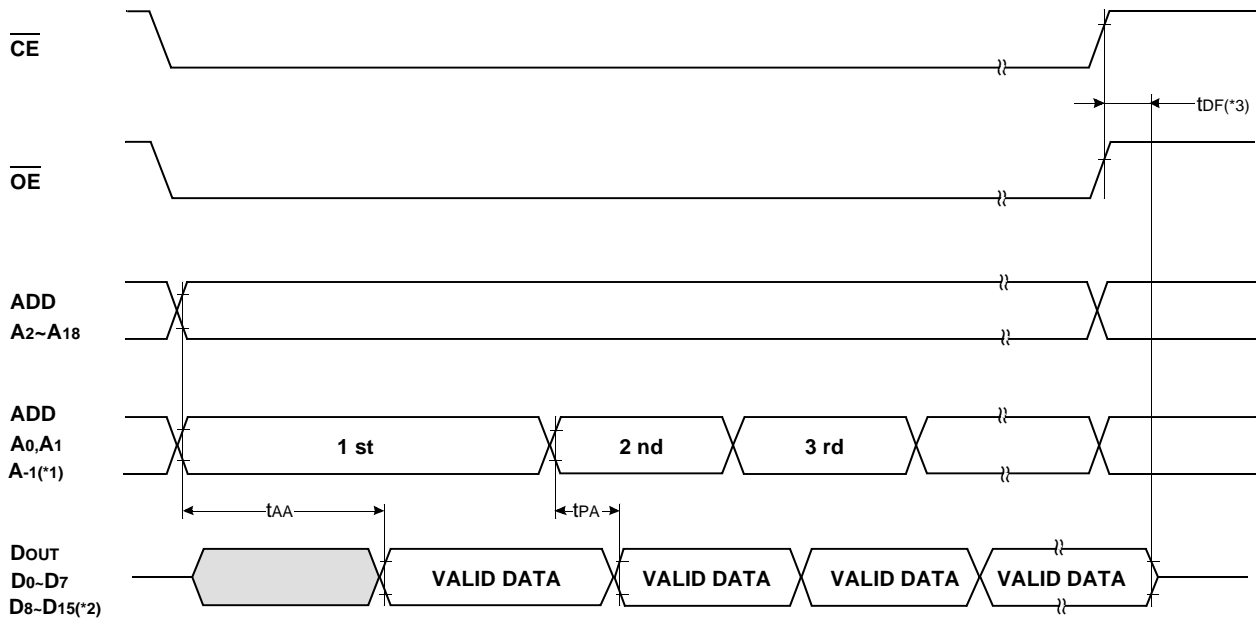 CE
tDF(*3)
OE
ADD
A2~A18
ADD
A0,A1
A-1(*1)
1 st
2 nd
3 rd
tAA
tPA
DOUT
D0~D7
D8~D15(*2)
VALID DATA
VALID DATA
VALID DATA
VALID DATA